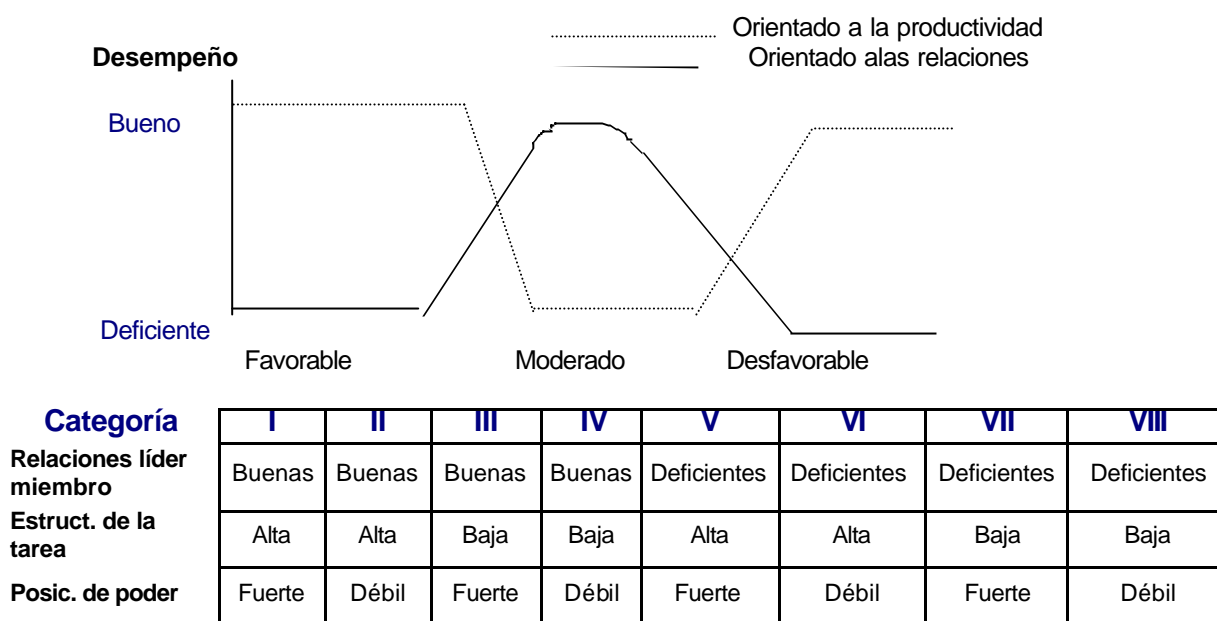 Orientado a la productividad
Orientado alas relaciones
Desempeño
Bueno
Deficiente
Favorable Moderado Desfavorable
Categoría I II III IV V VI VII VIII
Relaciones líder
miembro
Buenas Buenas Buenas Buenas Deficientes Deficientes Deficientes Deficientes
Estruct. de la
tarea
Alta Alta Baja Baja Alta Alta Baja Baja
Posic. de poder Fuerte Débil Fuerte Débil Fuerte Débil Fuerte Débil